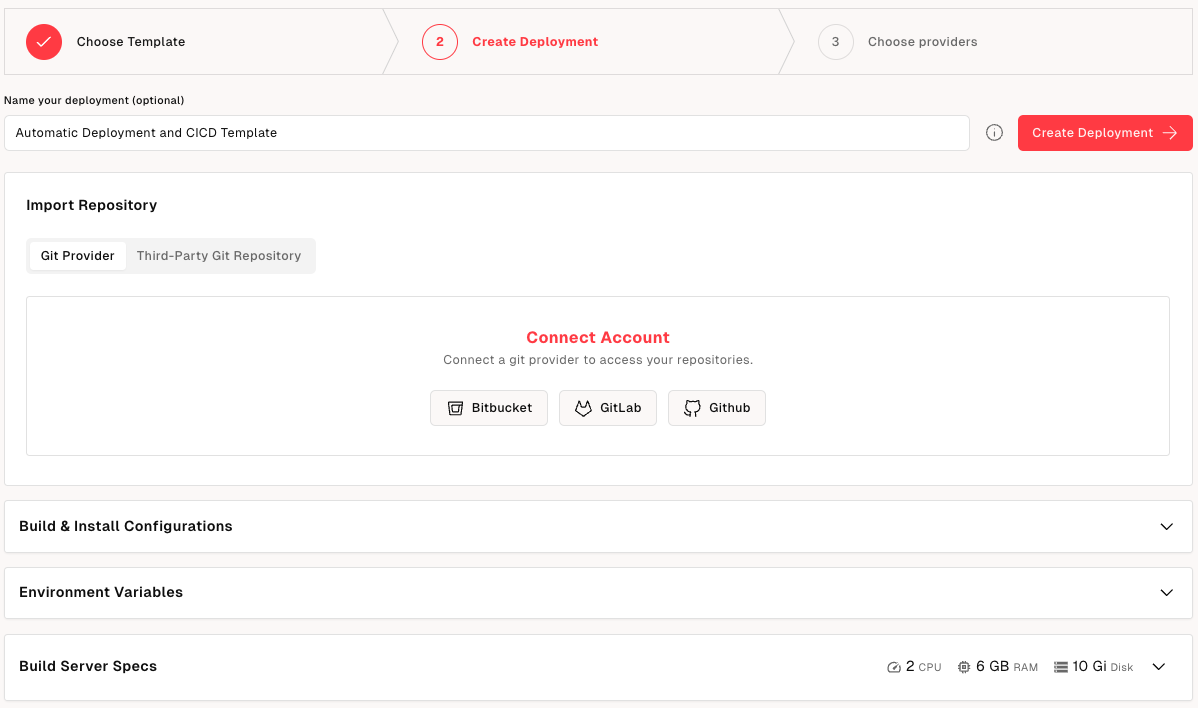 Choose Template
2 Create Deployment
3 Choose providers
Name your deployment (optional)
Automatic Deployment and CICD Template
Create Deployment
Import Repository
Git Provider Third-Party Git Repository
Connect Account
Connect a git provider to access your repositories.
Bitbucket GitLab Github
Build & Install Configurations
Environment Variables
Build Server Specs 2 CPU 6 GB RAM 10 Gi Disk